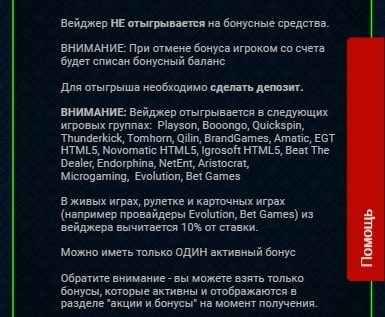 Вейджер НЕ отыгрывается на бонусные средства.
ВНИМАНИЕ: При отмене бонуса игроком со счета
будет списан бонусный баланс
Для отыгрыша необходимо сделать депозит.
ВНИМАНИЕ: Вейджер отыгрывается в следующих
игровых группах: Playson, Booongo, Quickspin,
Thunderkick, Tomhorn, Qilin, BrandGames, Amatic, EGT
HTML5, Novomatic HTML5, Igrosoft HTML5, Beat The
Dealer, Endorphina, NetEnt, Aristocrat,
Microgaming, Evolution, Bet Games
В живых играх, рулетке и карточных играх
(например провайдеры Evolution, Bet Games) из
вейджера вычитается 10% от ставки.
Можно иметь только ОДИН активный бонус
Обратите внимание - вы можете взять только
бонусы, которые активны и отображаются в
разделе "акции и бонусы" на момент получения.
Помощь